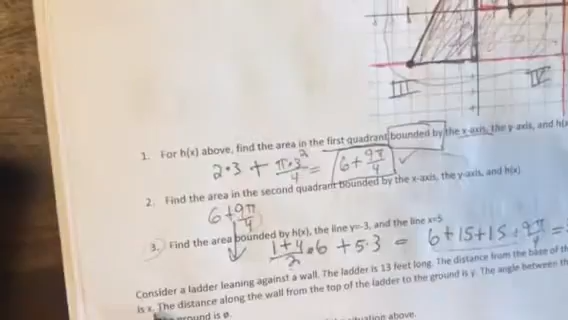 III IV
1. For h(x) above, find the area in the first quadrant bounded by the x-axis, the y-axis, and h(x
2·3 + π·3²/4 = 6 + 9π/4 ✓
2. Find the area in the second quadrant bounded by the x-axis, the y-axis, and h(x)
6 + 9π/4
3. Find the area bounded by h(x), the line y=-3, and the line x=5
1+4/2 · 6 + 5·3 = 6+15+15+9π/4 =
Consider a ladder leaning against a wall. The ladder is 13 feet long. The distance from the base of th
is x. The distance along the wall from the top of the ladder to the ground is y. The angle between th
ground is ø.
situation above.